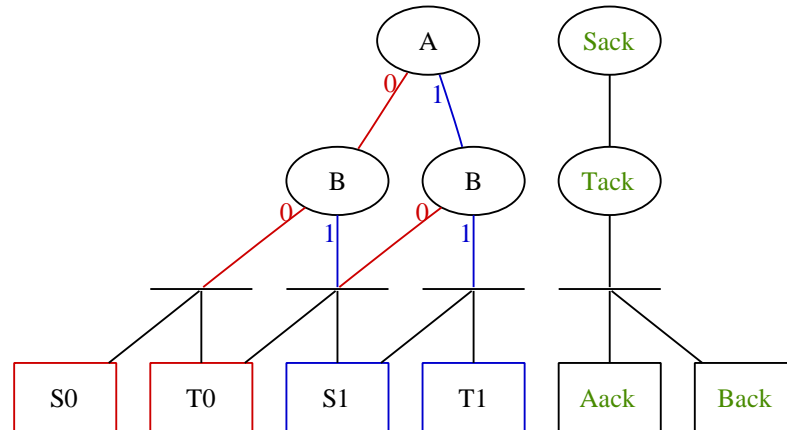 A Sack
0 1
B B Tack
0 1 0 1
S0 T0 S1 T1 Aack Back